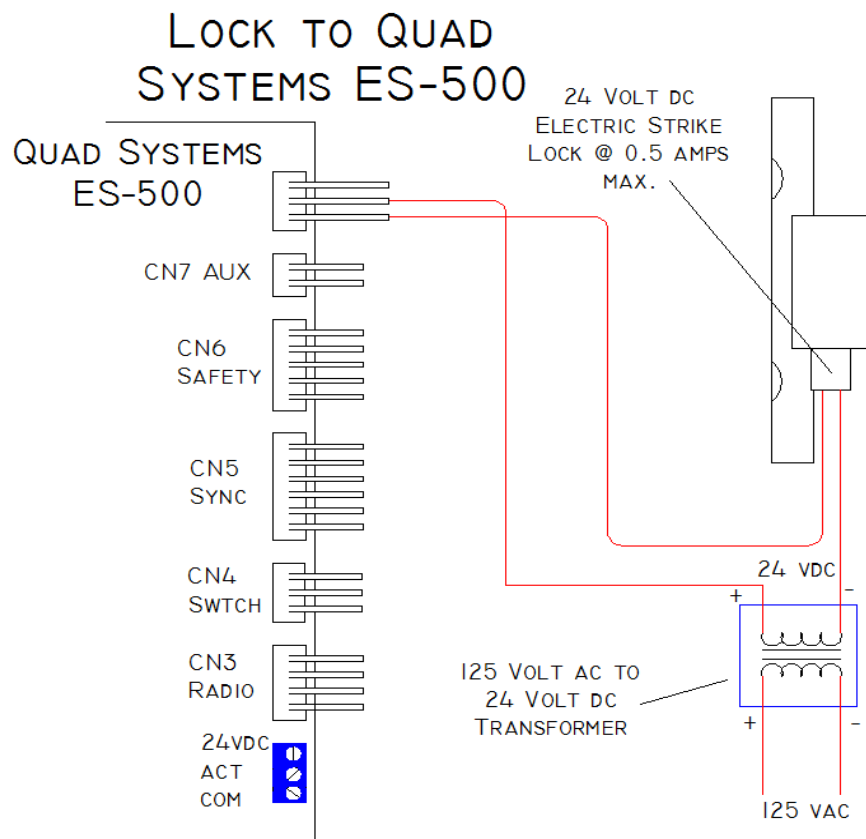 LOCK TO QUAD
SYSTEMS ES-500
24 VOLT DC
ELECTRIC STRIKE
LOCK @ 0.5 AMPS
MAX.
QUAD SYSTEMS
ES-500
CN7 AUX
CN6
SAFETY
CN5
SYNC
CN4
SWTCH
CN3
RADIO
24VDC
ACT
COM
24 VDC
+ -
125 VOLT AC TO
24 VOLT DC
TRANSFORMER
+ -
125 VAC